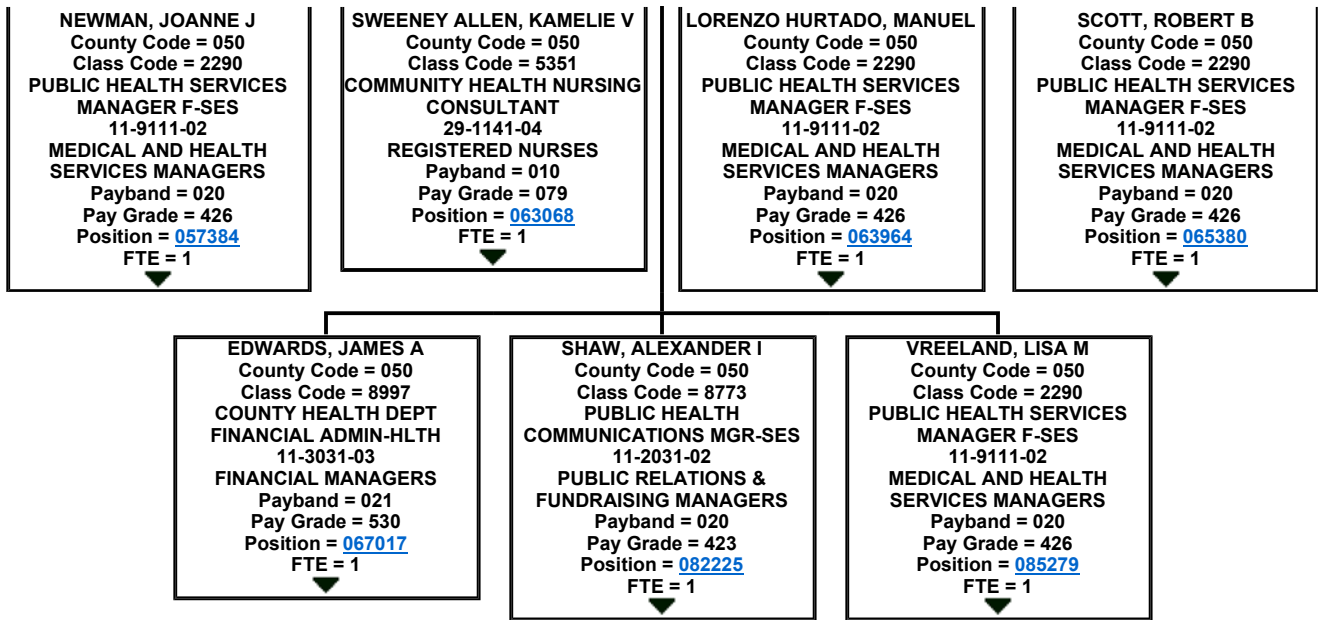 NEWMAN, JOANNE J
County Code = 050
Class Code = 2290
PUBLIC HEALTH SERVICES
MANAGER F-SES
11-9111-02
MEDICAL AND HEALTH
SERVICES MANAGERS
Payband = 020
Pay Grade = 426
Position = 057384
FTE = 1
SWEENEY ALLEN, KAMELIE V
County Code = 050
Class Code = 5351
COMMUNITY HEALTH NURSING
CONSULTANT
29-1141-04
REGISTERED NURSES
Payband = 010
Pay Grade = 079
Position = 063068
FTE = 1
LORENZO HURTADO, MANUEL
County Code = 050
Class Code = 2290
PUBLIC HEALTH SERVICES
MANAGER F-SES
11-9111-02
MEDICAL AND HEALTH
SERVICES MANAGERS
Payband = 020
Pay Grade = 426
Position = 063964
FTE = 1
SCOTT, ROBERT B
County Code = 050
Class Code = 2290
PUBLIC HEALTH SERVICES
MANAGER F-SES
11-9111-02
MEDICAL AND HEALTH
SERVICES MANAGERS
Payband = 020
Pay Grade = 426
Position = 065380
FTE = 1
EDWARDS, JAMES A
County Code = 050
Class Code = 8997
COUNTY HEALTH DEPT
FINANCIAL ADMIN-HLTH
11-3031-03
FINANCIAL MANAGERS
Payband = 021
Pay Grade = 530
Position = 067017
FTE = 1
SHAW, ALEXANDER I
County Code = 050
Class Code = 8773
PUBLIC HEALTH
COMMUNICATIONS MGR-SES
11-2031-02
PUBLIC RELATIONS &
FUNDRAISING MANAGERS
Payband = 020
Pay Grade = 423
Position = 082225
FTE = 1
VREELAND, LISA M
County Code = 050
Class Code = 2290
PUBLIC HEALTH SERVICES
MANAGER F-SES
11-9111-02
MEDICAL AND HEALTH
SERVICES MANAGERS
Payband = 020
Pay Grade = 426
Position = 085279
FTE = 1